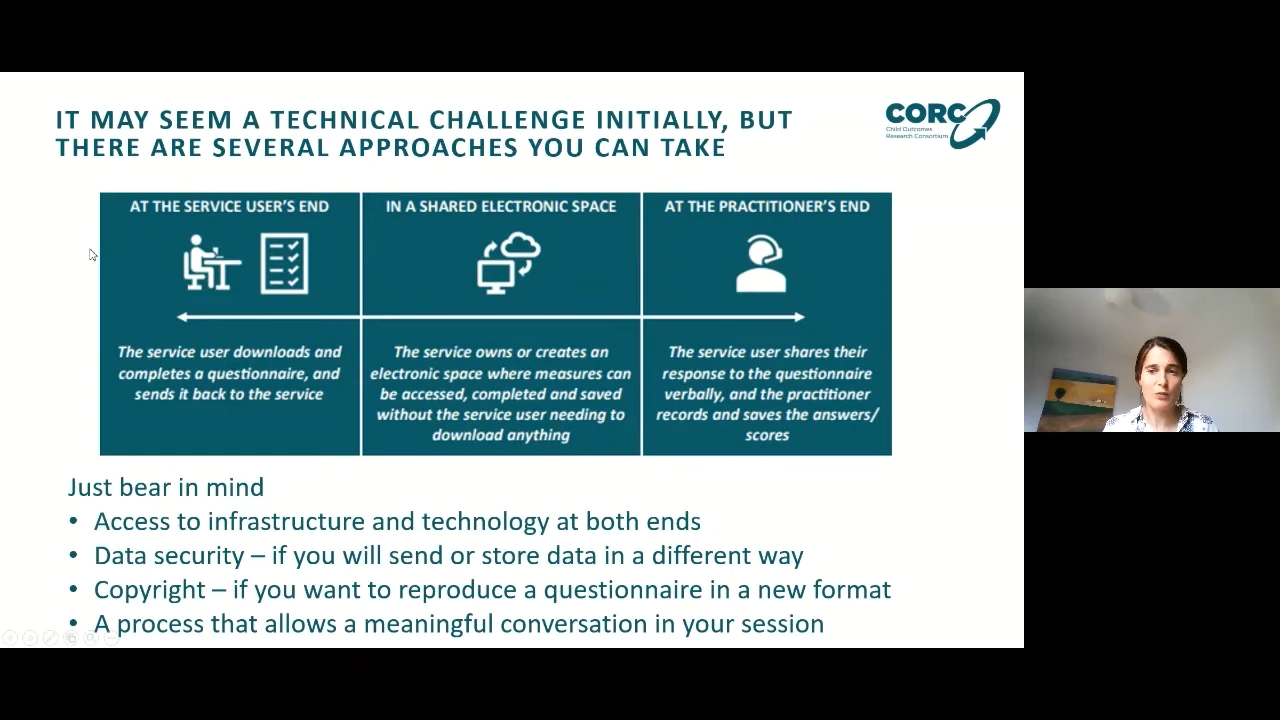 IT MAY SEEM A TECHNICAL CHALLENGE INITIALLY, BUT
THERE ARE SEVERAL APPROACHES YOU CAN TAKE
CORC
Child Outcomes
Research Consortium
AT THE SERVICE USER'S END
The service user downloads and
completes a questionnaire, and
sends it back to the service
IN A SHARED ELECTRONIC SPACE
The service owns or creates an
electronic space where measures can
be accessed, completed and saved
without the service user needing to
download anything
AT THE PRACTITIONER'S END
The service user shares their
response to the questionnaire
verbally, and the practitioner
records and saves the answers/
scores
Just bear in mind
• Access to infrastructure and technology at both ends
• Data security – if you will send or store data in a different way
• Copyright – if you want to reproduce a questionnaire in a new format
• A process that allows a meaningful conversation in your session